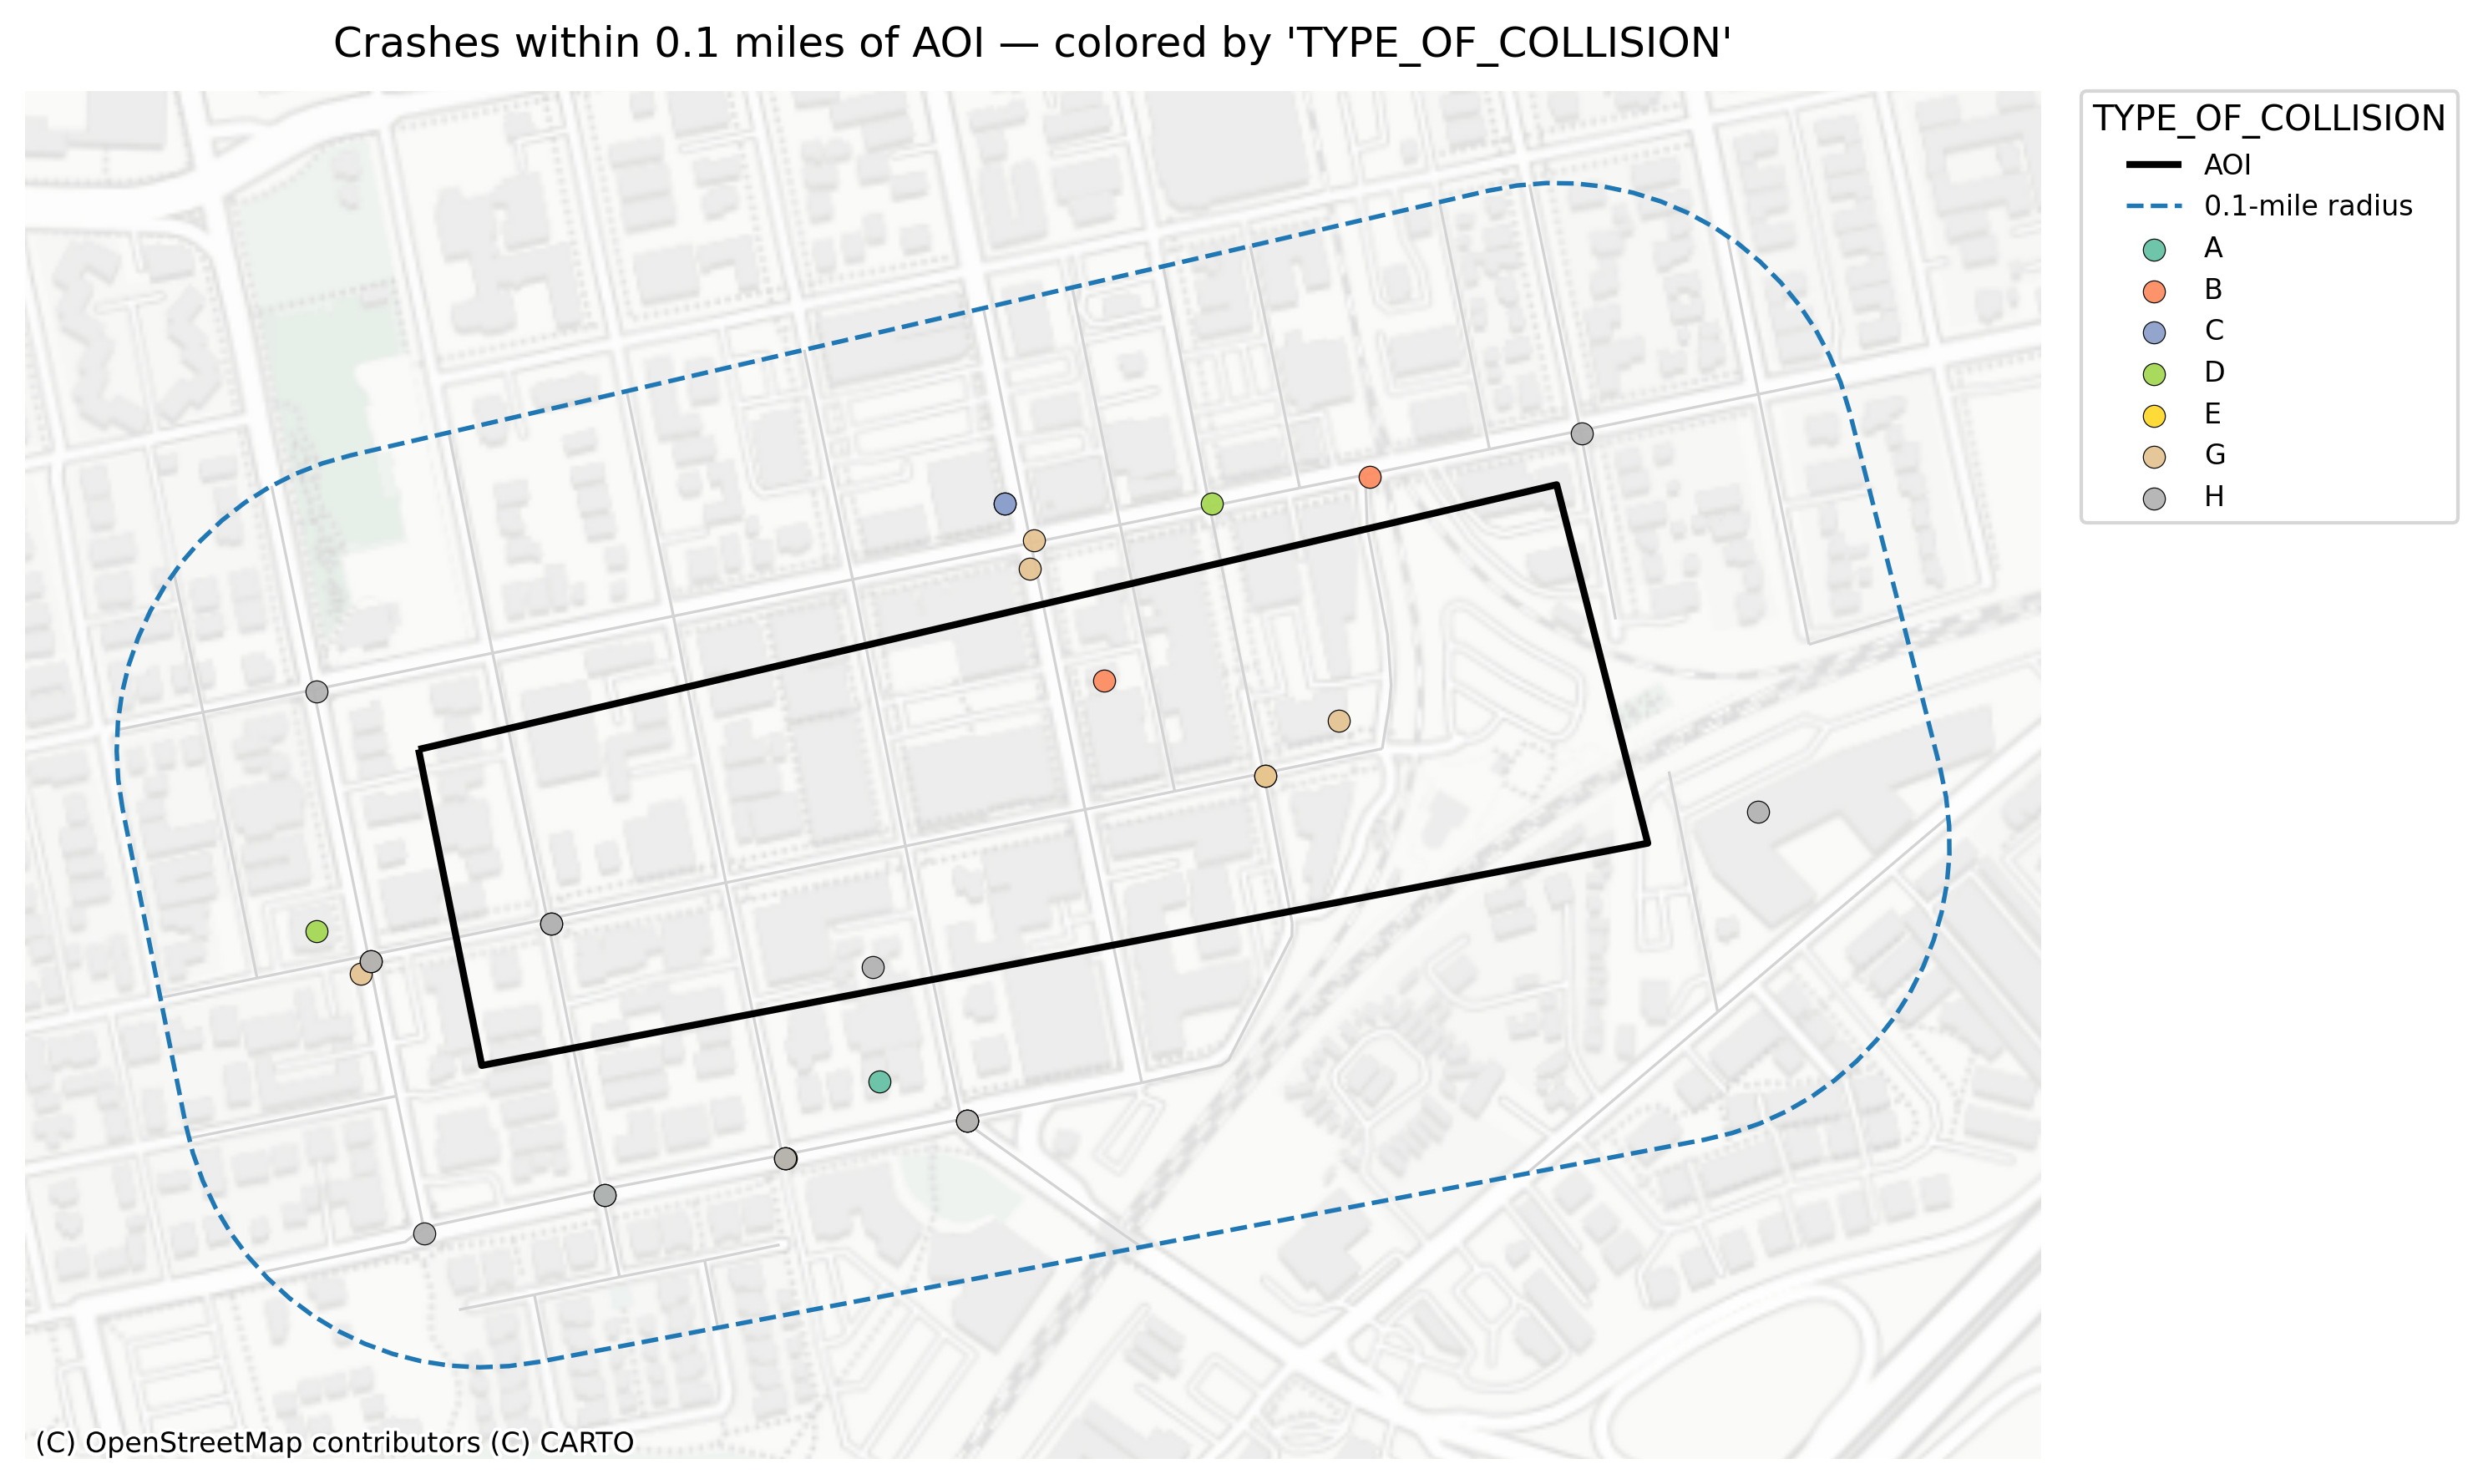 Crashes within 0.1 miles of AOI — colored by 'TYPE_OF_COLLISION'
TYPE_OF_COLLISION
AOI
0.1-mile radius
A
B
C
D
E
G
H
(C) OpenStreetMap contributors (C) CARTO